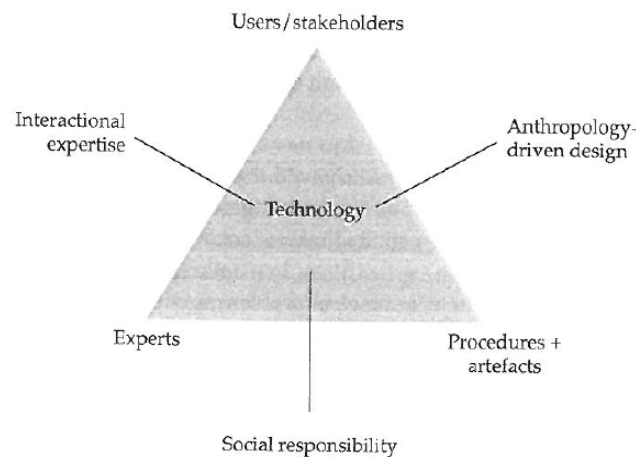 Users/stakeholders
Interactional
expertise
Anthropology-
driven design
Technology
Experts
Procedures +
artefacts
Social responsibility